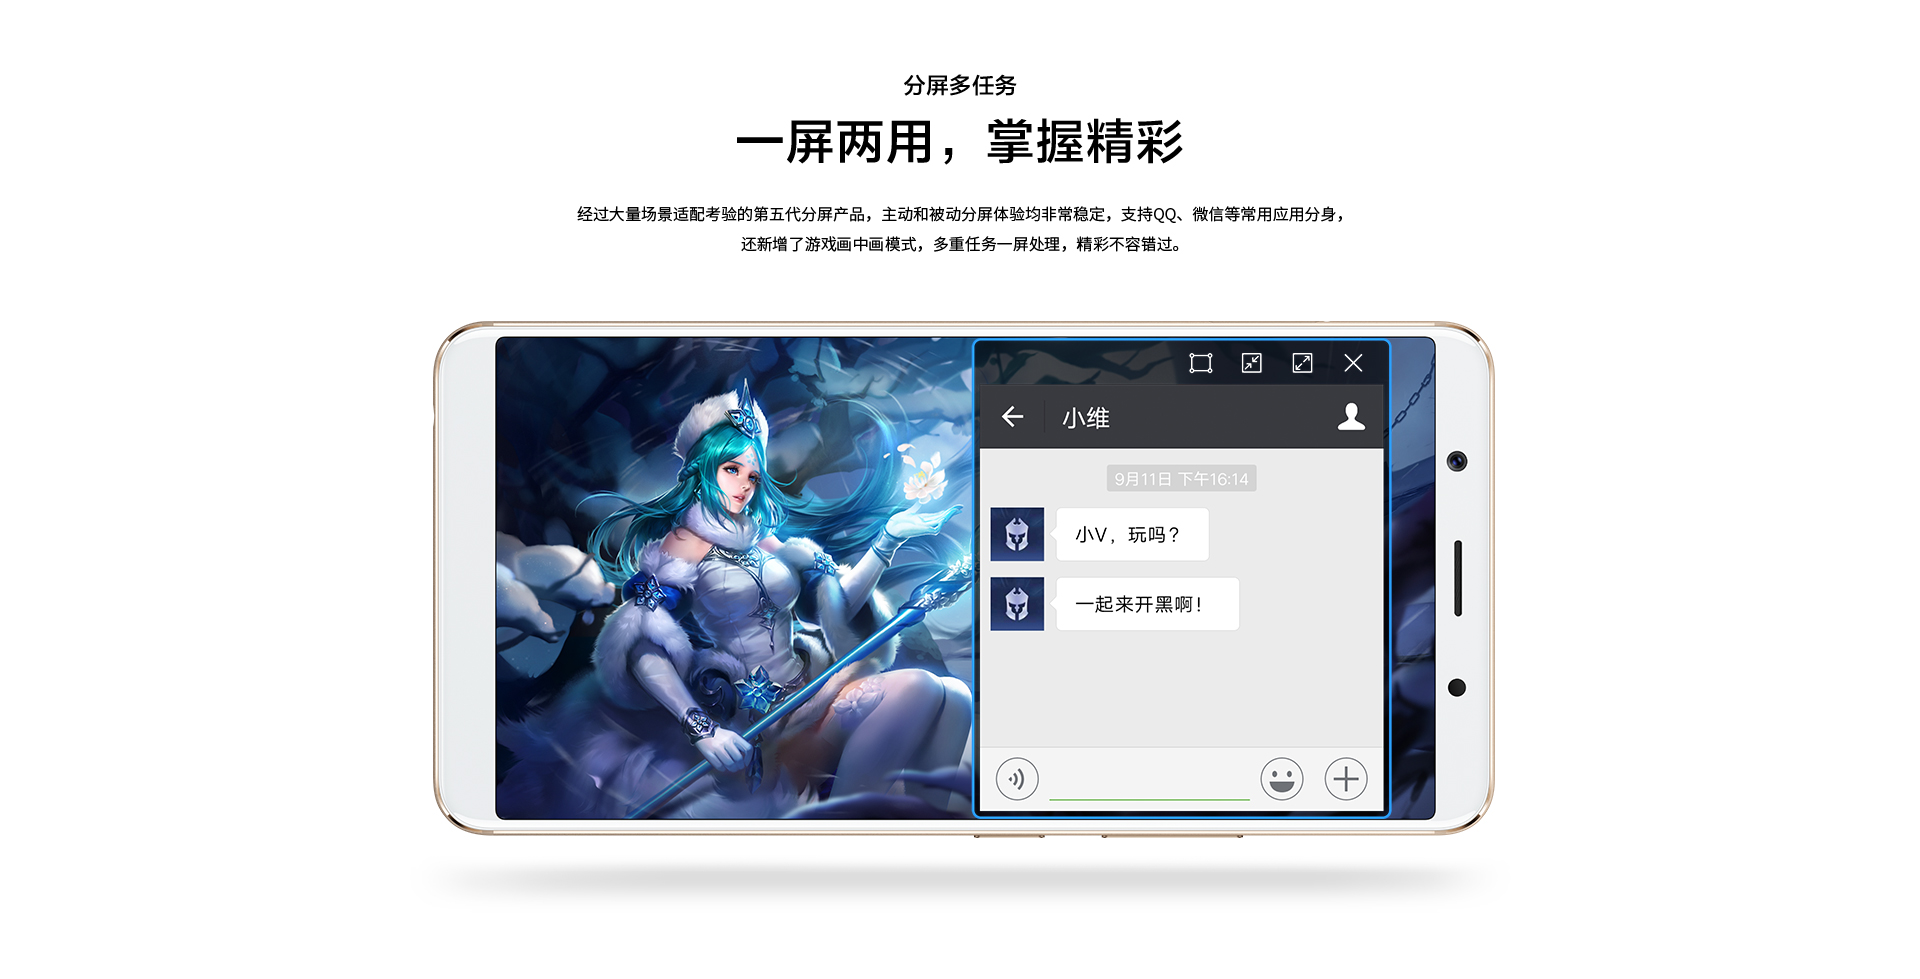 分屏多任务
一屏两用，掌握精彩
经过大量场景适配考验的第五代分屏产品，主动和被动分屏体验均非常稳定，支持QQ、微信等常用应用分身，
还新增了游戏画中画模式，多重任务一屏处理，精彩不容错过。
小维
9月11日 下午16:14
小V，玩吗？
一起来开黑啊！